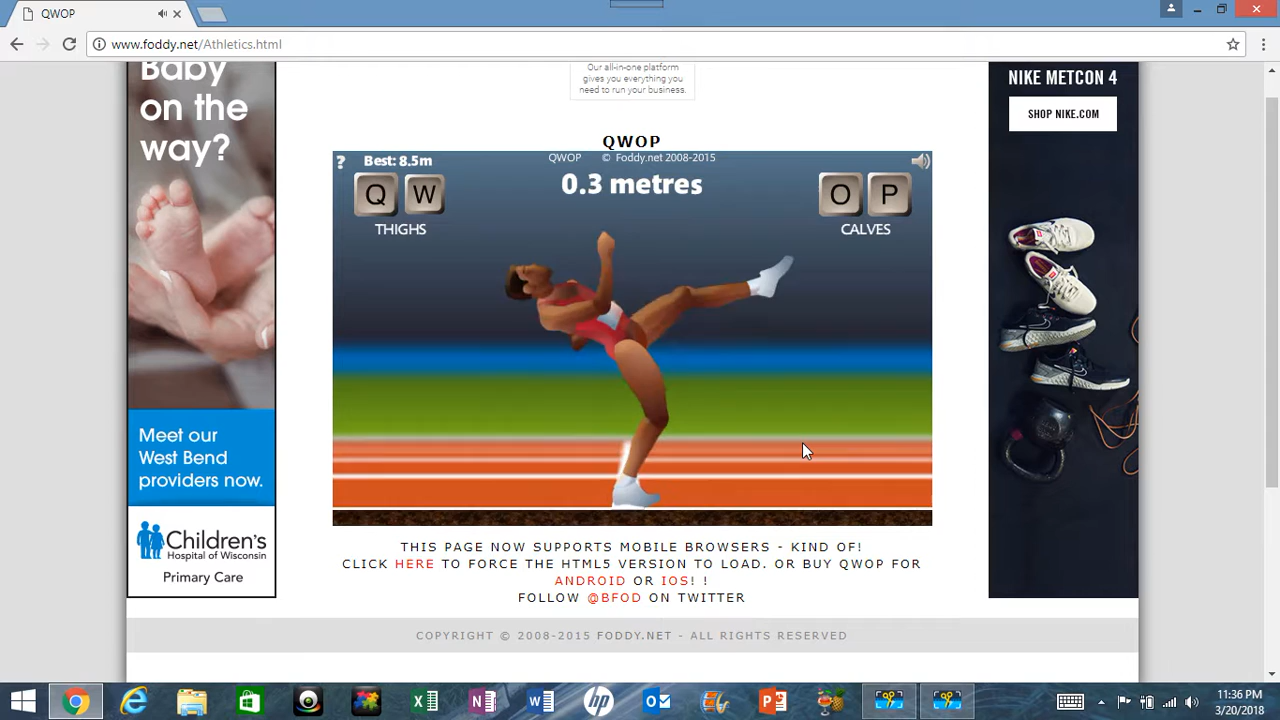 QWOP
www.foddy.net/Athletics.html
Baby
on the
way?
Meet our
West Bend
providers now.
Children's
Hospital of Wisconsin
Primary Care
Our all-in-one platform
gives you everything you
need to run your business.
QWOP
? Best: 8.5m QWOP © Foddy.net 2008-2015
0.3 metres
Q W O P
THIGHS CALVES
THIS PAGE NOW SUPPORTS MOBILE BROWSERS - KIND OF!
CLICK HERE TO FORCE THE HTML5 VERSION TO LOAD. OR BUY QWOP FOR
ANDROID OR IOS! !
FOLLOW @BFOD ON TWITTER
COPYRIGHT © 2008-2015 FODDY.NET - ALL RIGHTS RESERVED
NIKE METCON 4
SHOP NIKE.COM
11:36 PM
3/20/2018